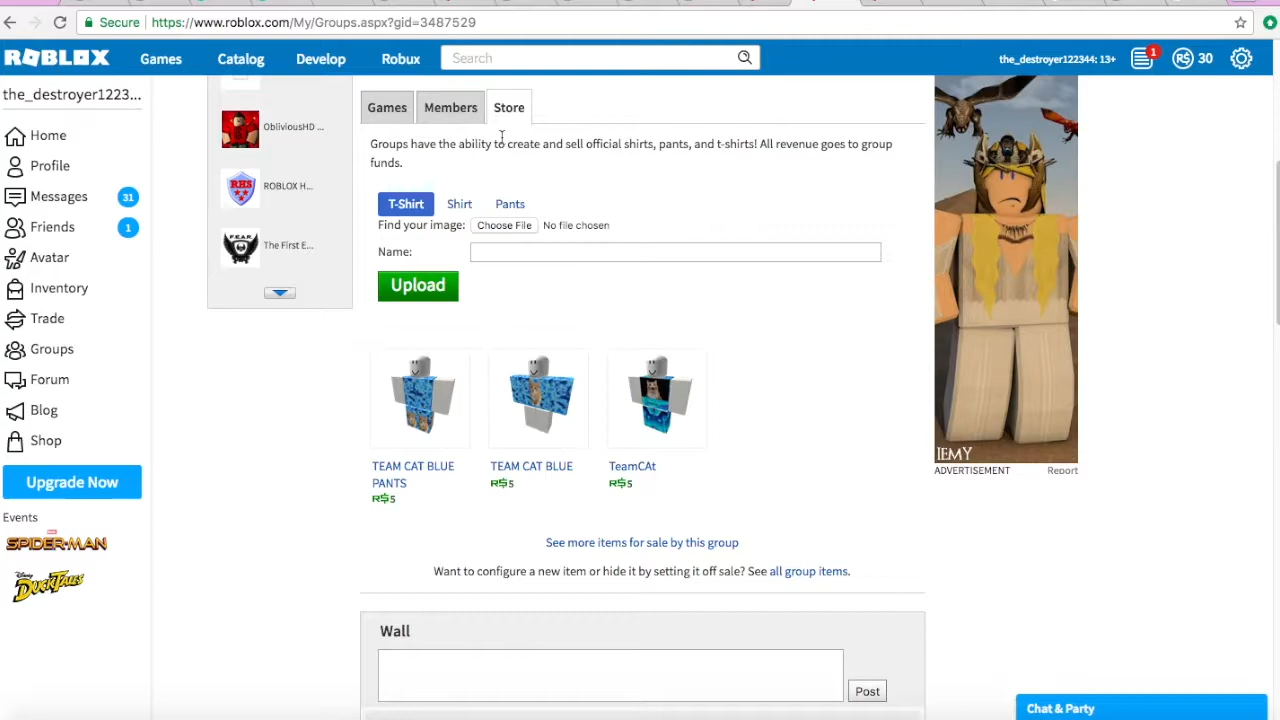 Secure https://www.roblox.com/My/Groups.aspx?gid=3487529
ROBLOX Games Catalog Develop Robux Search the_destroyer122344: 13+ 1 R$ 30
the_destroyer1223...
Home
Profile
Messages 31
Friends 1
Avatar
Inventory
Trade
Groups
Forum
Blog
Shop
Upgrade Now
Events
MARVEL
SPIDER-MAN
Disney
DUCKTALES
ObliviousHD ...
RHS
ROBLOX H...
FEAR
The First E...
Games Members Store
Groups have the ability to create and sell official shirts, pants, and t-shirts! All revenue goes to group
funds.
T-Shirt Shirt Pants
Find your image: Choose File No file chosen
Name:
Upload
TEAM CAT BLUE
PANTS
R$5
TEAM CAT BLUE
R$5
TeamCAt
R$5
See more items for sale by this group
Want to configure a new item or hide it by setting it off sale? See all group items.
Wall
Post
IEMY
ADVERTISEMENT Report
Chat & Party